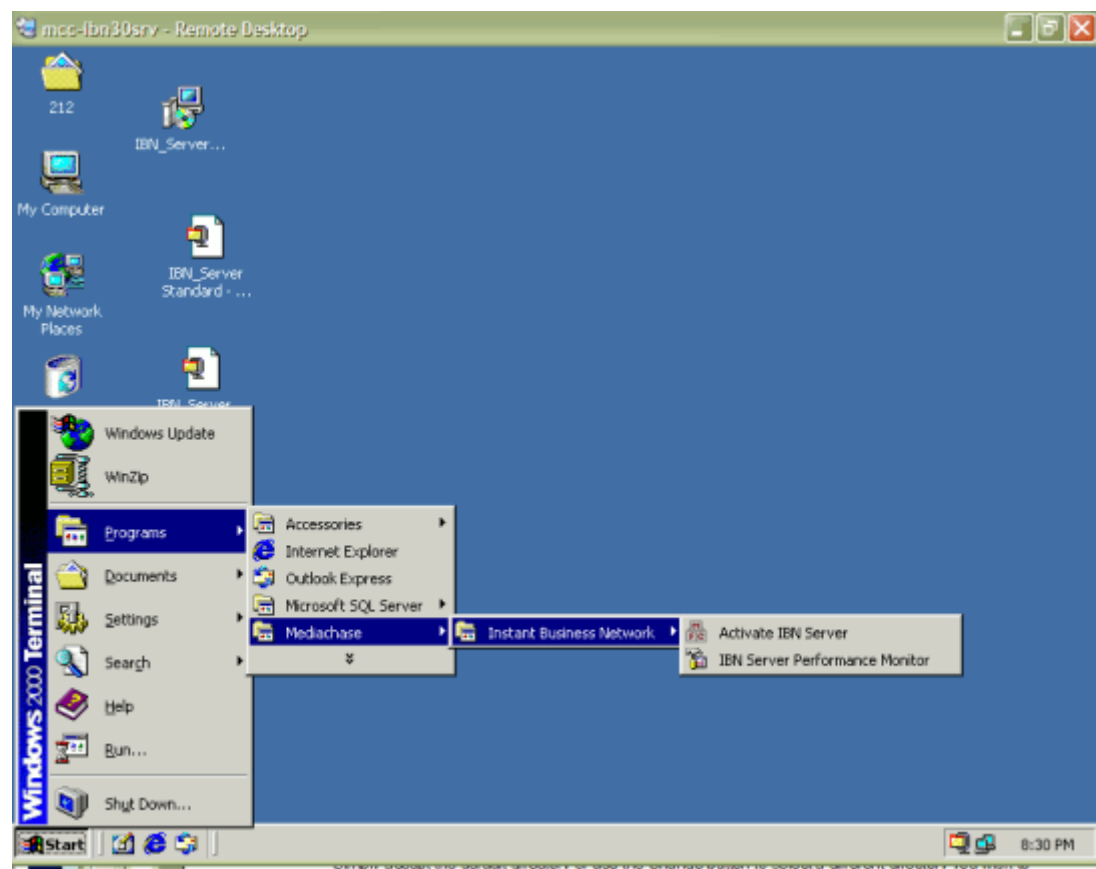 mcc-ibn30srv - Remote Desktop
212
IBN_Server...
My Computer
IBN_Server
Standard - ...
My Network
Places
IBN_Server
Windows Update
WinZip
Programs
Documents
Settings
Search
Help
Run...
Shut Down...
Windows 2000 Terminal
Accessories
Internet Explorer
Outlook Express
Microsoft SQL Server
Mediachase
Instant Business Network
Activate IBN Server
IBN Server Performance Monitor
Start
8:30 PM